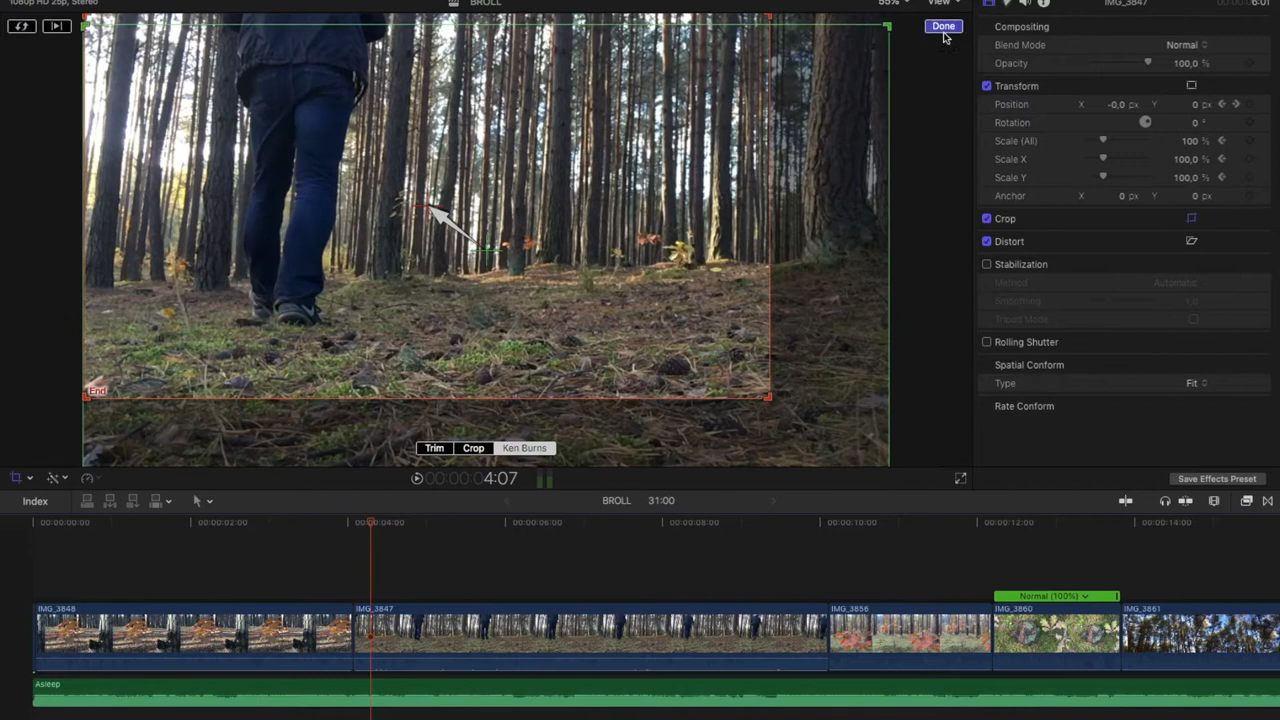 1080p HD 25p, Stereo
BROLL
55%
View
IMG_3847
6:01
Done
Compositing
Blend Mode Normal
Opacity 100,0 %
Transform
Position X -0,0 px Y 0 px
Rotation 0 °
Scale (All) 100 %
Scale X 100,0 %
Scale Y 100,0 %
Anchor X 0 px Y 0 px
Crop
Distort
Stabilization
Method Automatic
Smoothing 1,0
Tripod Mode
Rolling Shutter
Spatial Conform
Type Fit
Rate Conform
End
Trim Crop Ken Burns
00:00:04:07
Save Effects Preset
Index
BROLL 31:00
00:00:00:00 00:00:02:00 00:00:04:00 00:00:06:00 00:00:08:00 00:00:10:00 00:00:12:00 00:00:14:00
Normal (100%)
IMG_3848 IMG_3847 IMG_3856 IMG_3860 IMG_3861
Asleep